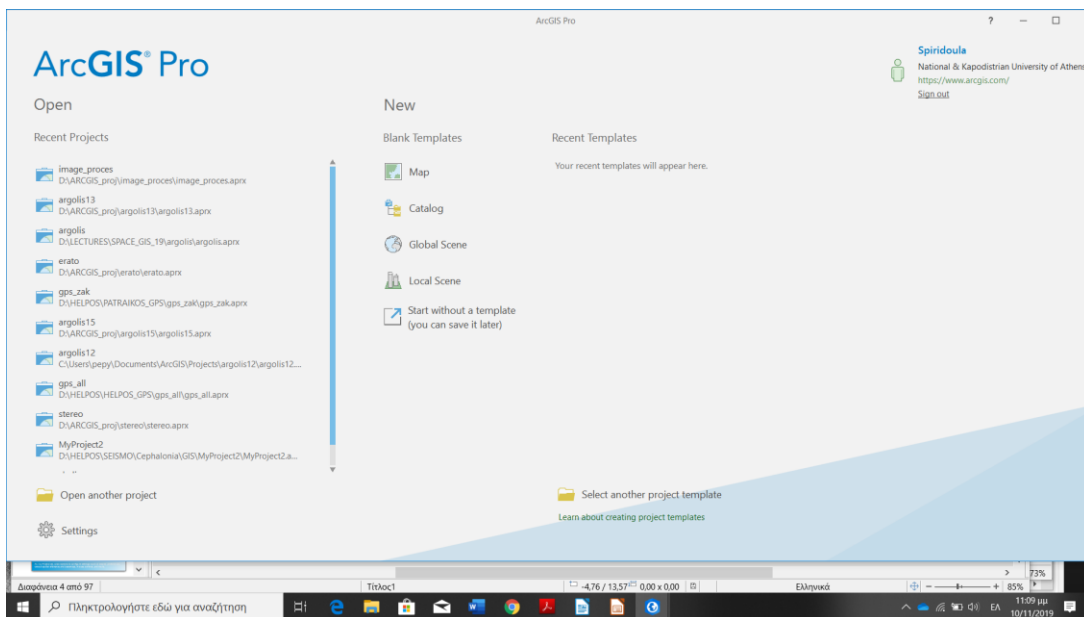 ArcGIS Pro
?
ArcGIS® Pro
Spiridoula
National & Kapodistrian University of Athens
https://www.arcgis.com/
Sign out
Open
Recent Projects
image_proces
D:\ARCGIS_proj\image_proces\image_proces.aprx
argolis13
D:\ARCGIS_proj\argolis13\argolis13.aprx
argolis
D:\LECTURES\SPACE_GIS_19\argolis\argolis.aprx
erato
D:\ARCGIS_proj\erato\erato.aprx
gps_zak
D:\HELPOS\PATRAIKOS_GPS\gps_zak\gps_zak.aprx
argolis15
D:\ARCGIS_proj\argolis15\argolis15.aprx
argolis12
C:\Users\pepy\Documents\ArcGIS\Projects\argolis12\argolis12....
gps_all
D:\HELPOS\HELPOS_GPS\gps_all\gps_all.aprx
stereo
D:\ARCGIS_proj\stereo\stereo.aprx
MyProject2
D:\HELPOS\SEISMO\Cephalonia\GIS\MyProject2\MyProject2.a...
Open another project
Settings
New
Blank Templates
Map
Catalog
Global Scene
Local Scene
Start without a template
(you can save it later)
Recent Templates
Your recent templates will appear here.
Select another project template
Learn about creating project templates
73%
Διαφάνεια 4 από 97
Τίτλος1
-4,76 / 13,57
0,00 x 0,00
Ελληνικά
85%
Πληκτρολογήστε εδώ για αναζήτηση
ΕΛ
11:09 μμ
10/11/2019